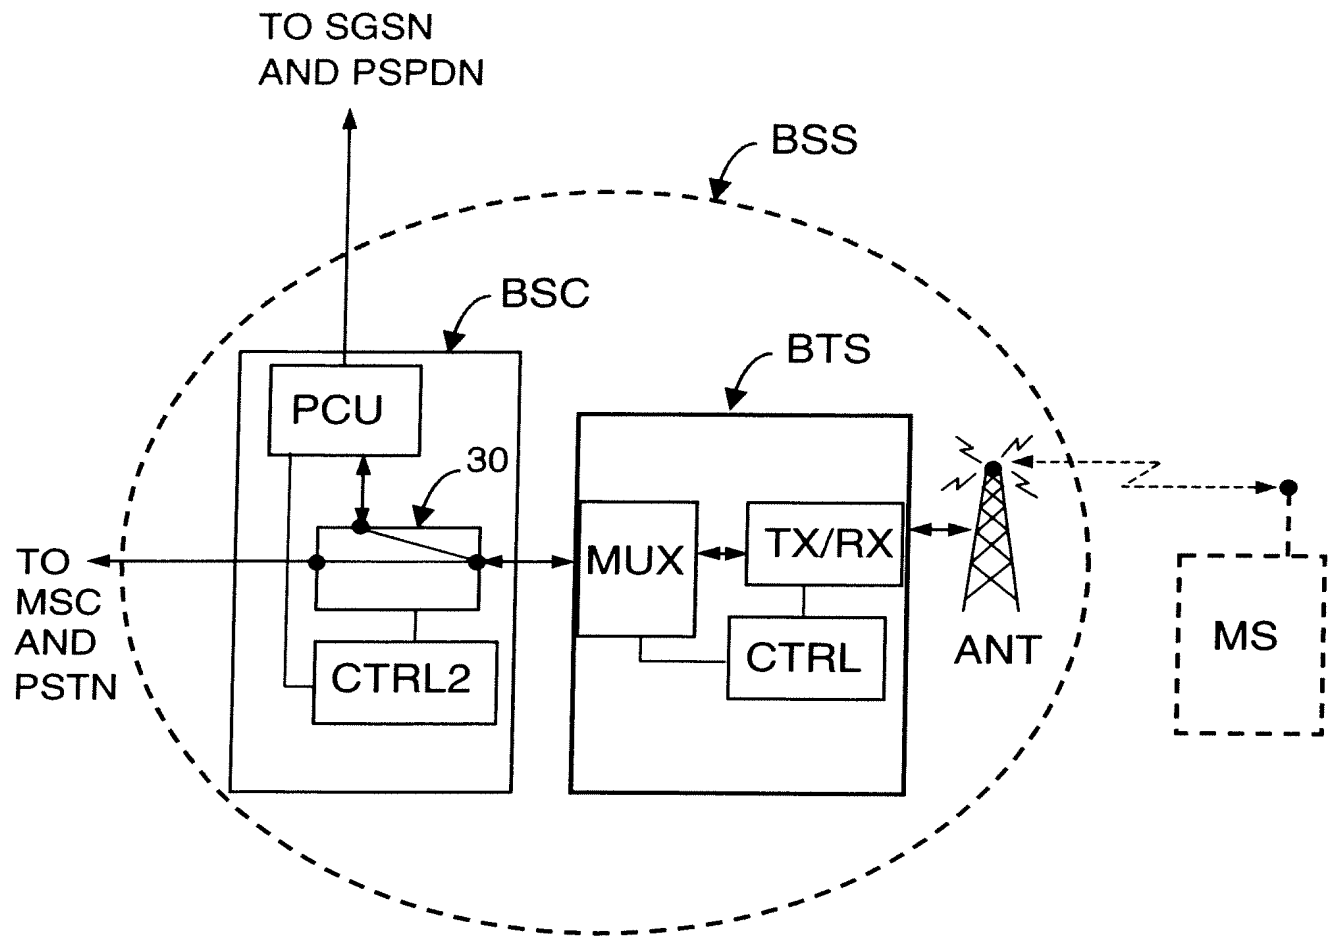 TO SGSN
AND PSPDN
BSS
BSC
BTS
PCU
30
TO
MSC
AND
PSTN
MUX
TX/RX
CTRL2
CTRL
ANT
MS